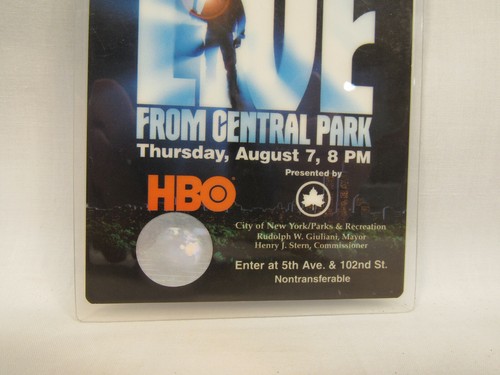 LIVE
FROM CENTRAL PARK
Thursday, August 7, 8 PM
Presented by
HBO
City of New York/Parks & Recreation
Rudolph W. Giuliani, Mayor
Henry J. Stern, Commissioner
Enter at 5th Ave. & 102nd St.
Nontransferable